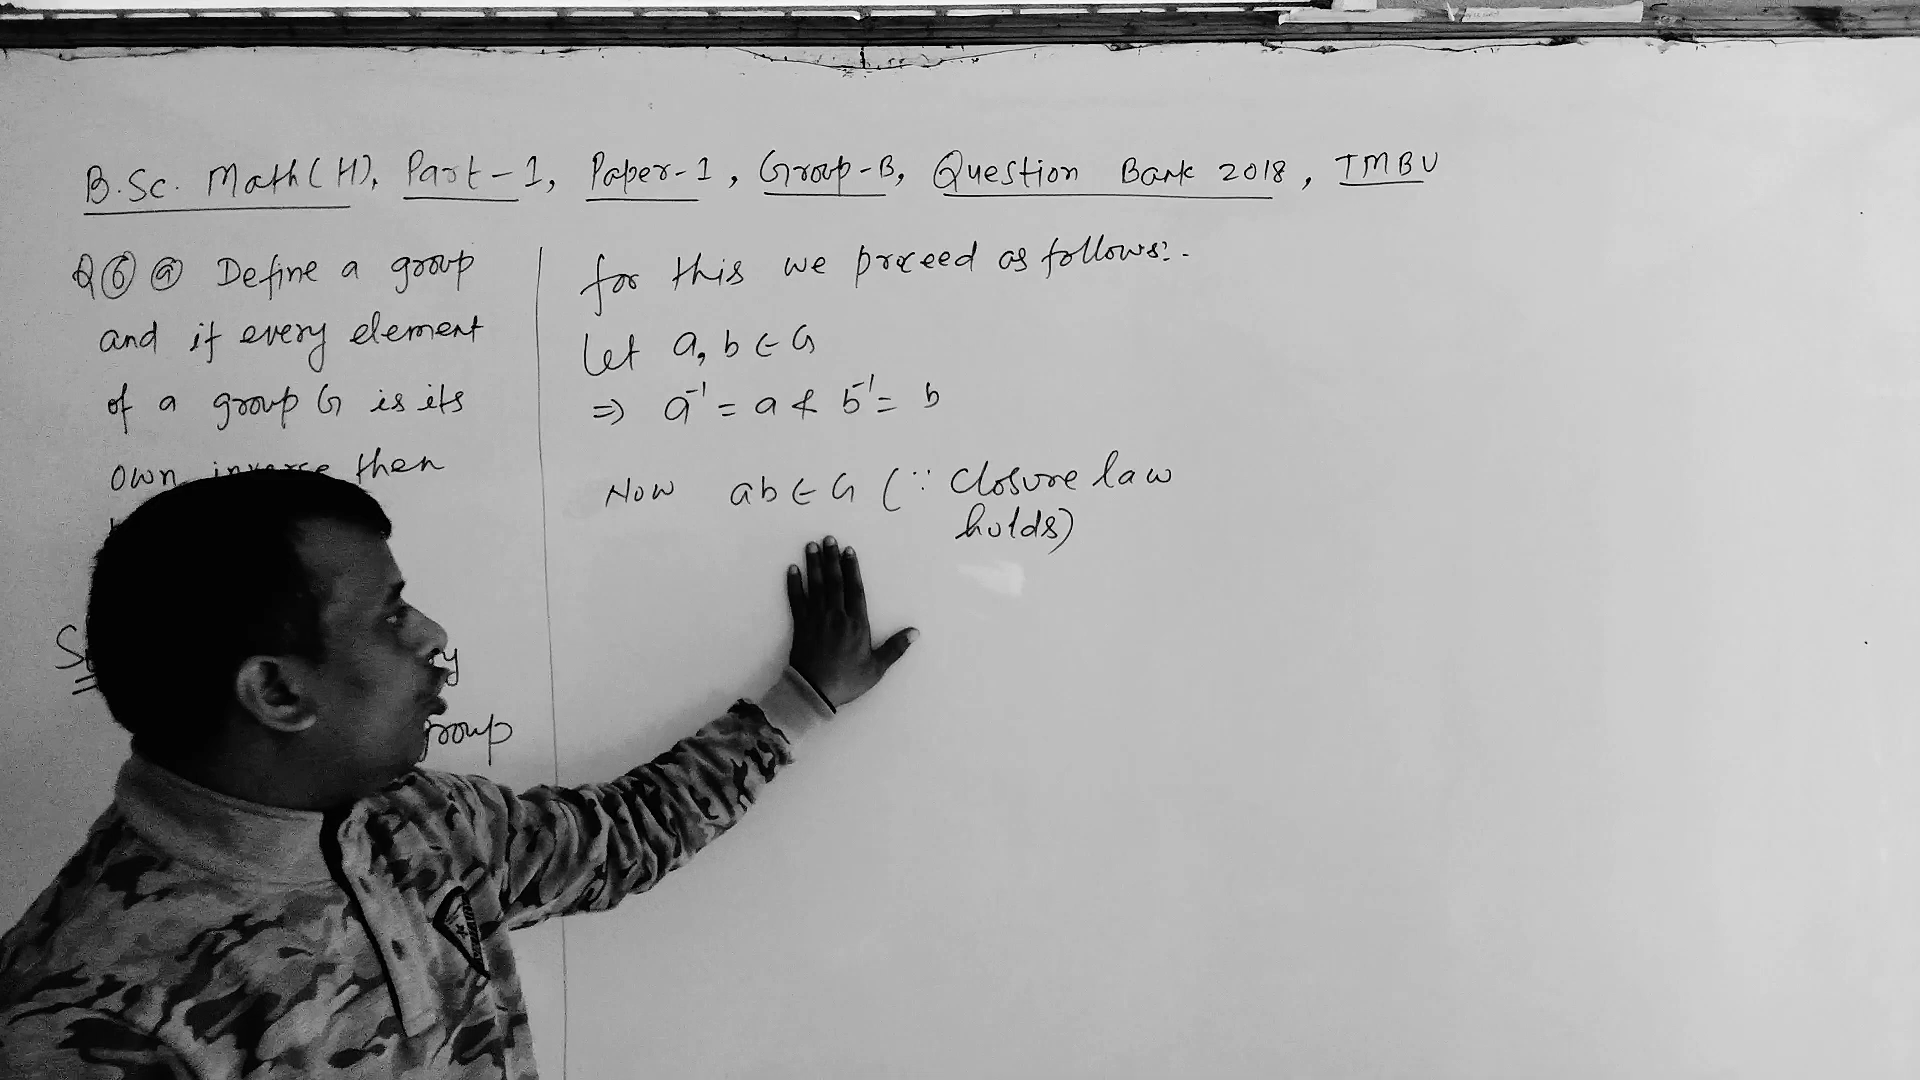 B.Sc. Math(H), Part-1, Paper-1, Group-B, Question Bank 2018, TMBU
Q⑥ ⓐ Define a group
and if every element
of a group G is its
own inverse then
group
for this we proceed as follows:-
Let a, b ∈ G
⇒ a⁻¹ = a & b⁻¹ = b
Now ab ∈ G (∵ Closure law
holds)